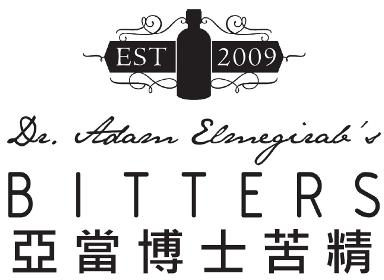 EST 2009
Dr. Adam Elmegirab's
BITTERS
亞當博士苦精